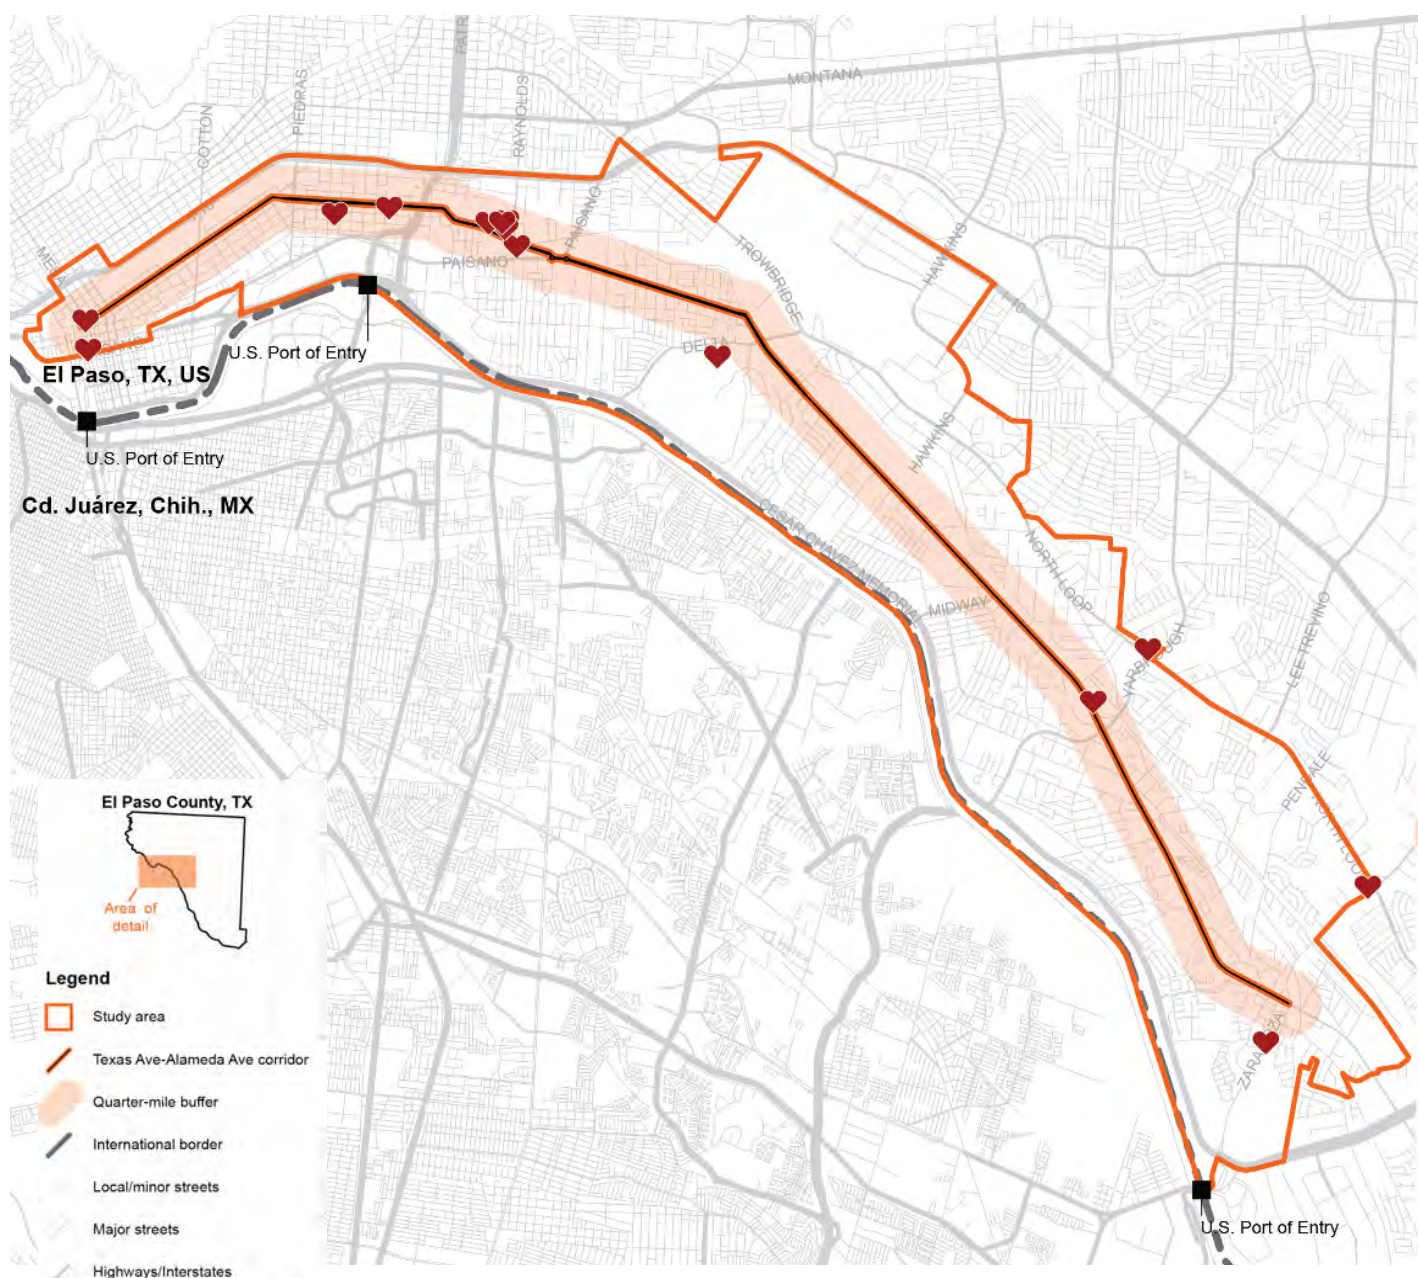 MONTANA
RAYNOLDS
PIEDRAS
COTTON
PAISANO
HAWKINS
TROWBRIDGE
PAISANO
I-10
DELTA
U.S. Port of Entry
El Paso, TX, US
HAWKINS
U.S. Port of Entry
Cd. Juárez, Chih., MX
CESAR CHAVEZ MEMORIAL
NORTH LOOP
MIDWAY
LEE TREVINO
El Paso County, TX
Area of
detail
Legend
Study area
Texas Ave-Alameda Ave corridor
Quarter-mile buffer
International border
Local/minor streets
Major streets
Highways/Interstates
U.S. Port of Entry